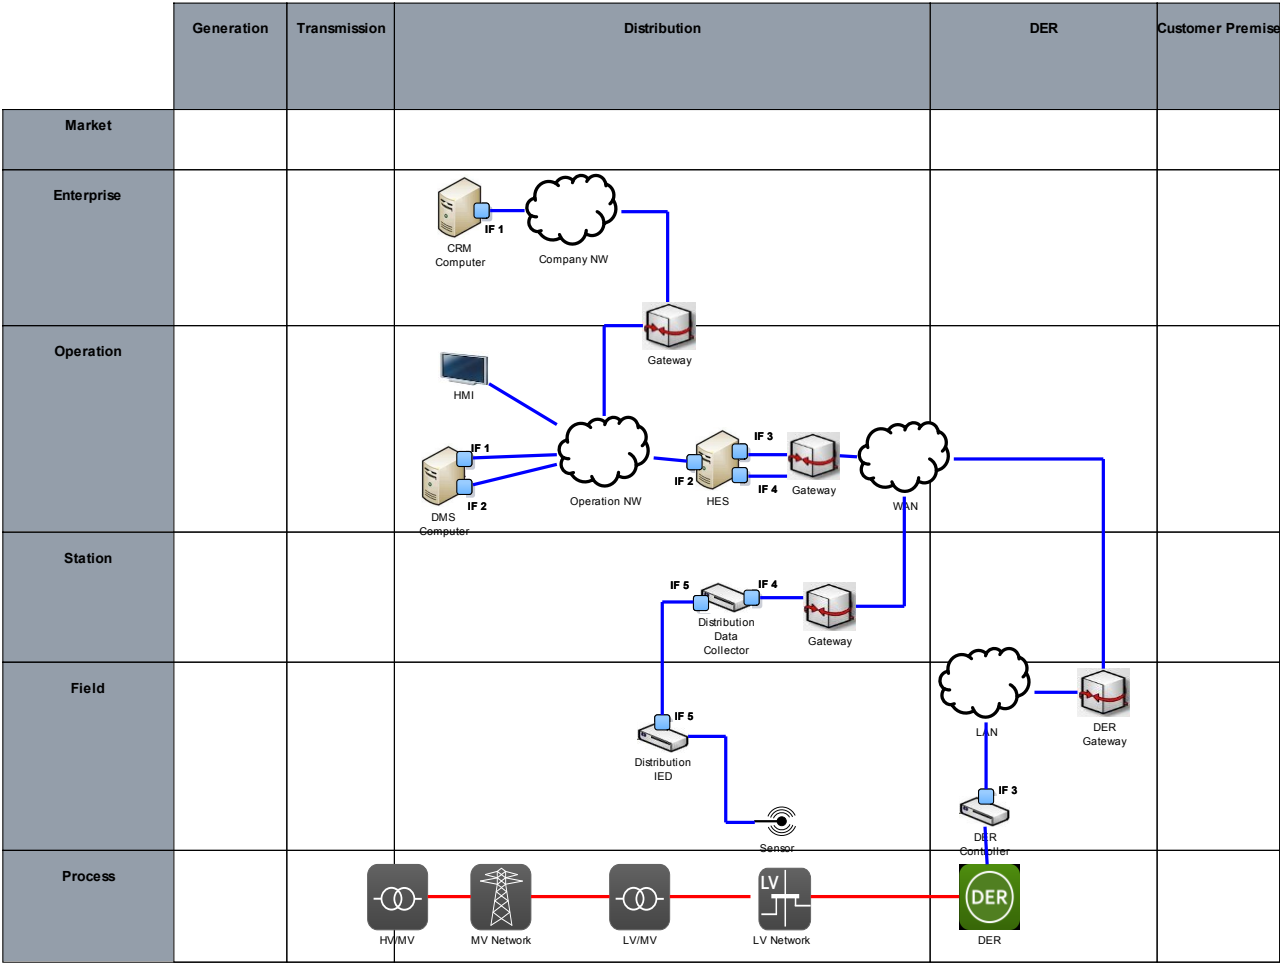 Generation
Transmission
Distribution
DER
Customer Premise
Market
Enterprise
IF 1
CRM
Computer
Company NW
Operation
Gateway
HMI
IF 1
IF 2
DMS
Computer
Operation NW
IF 2
HES
IF 3
IF 4
Gateway
WAN
Station
IF 5
IF 4
Distribution
Data
Collector
Gateway
Field
IF 5
Distribution
IED
Sensor
LAN
DER
Gateway
IF 3
DER
Controller
Process
HV/MV
MV Network
LV/MV
LV
LV Network
DER
DER